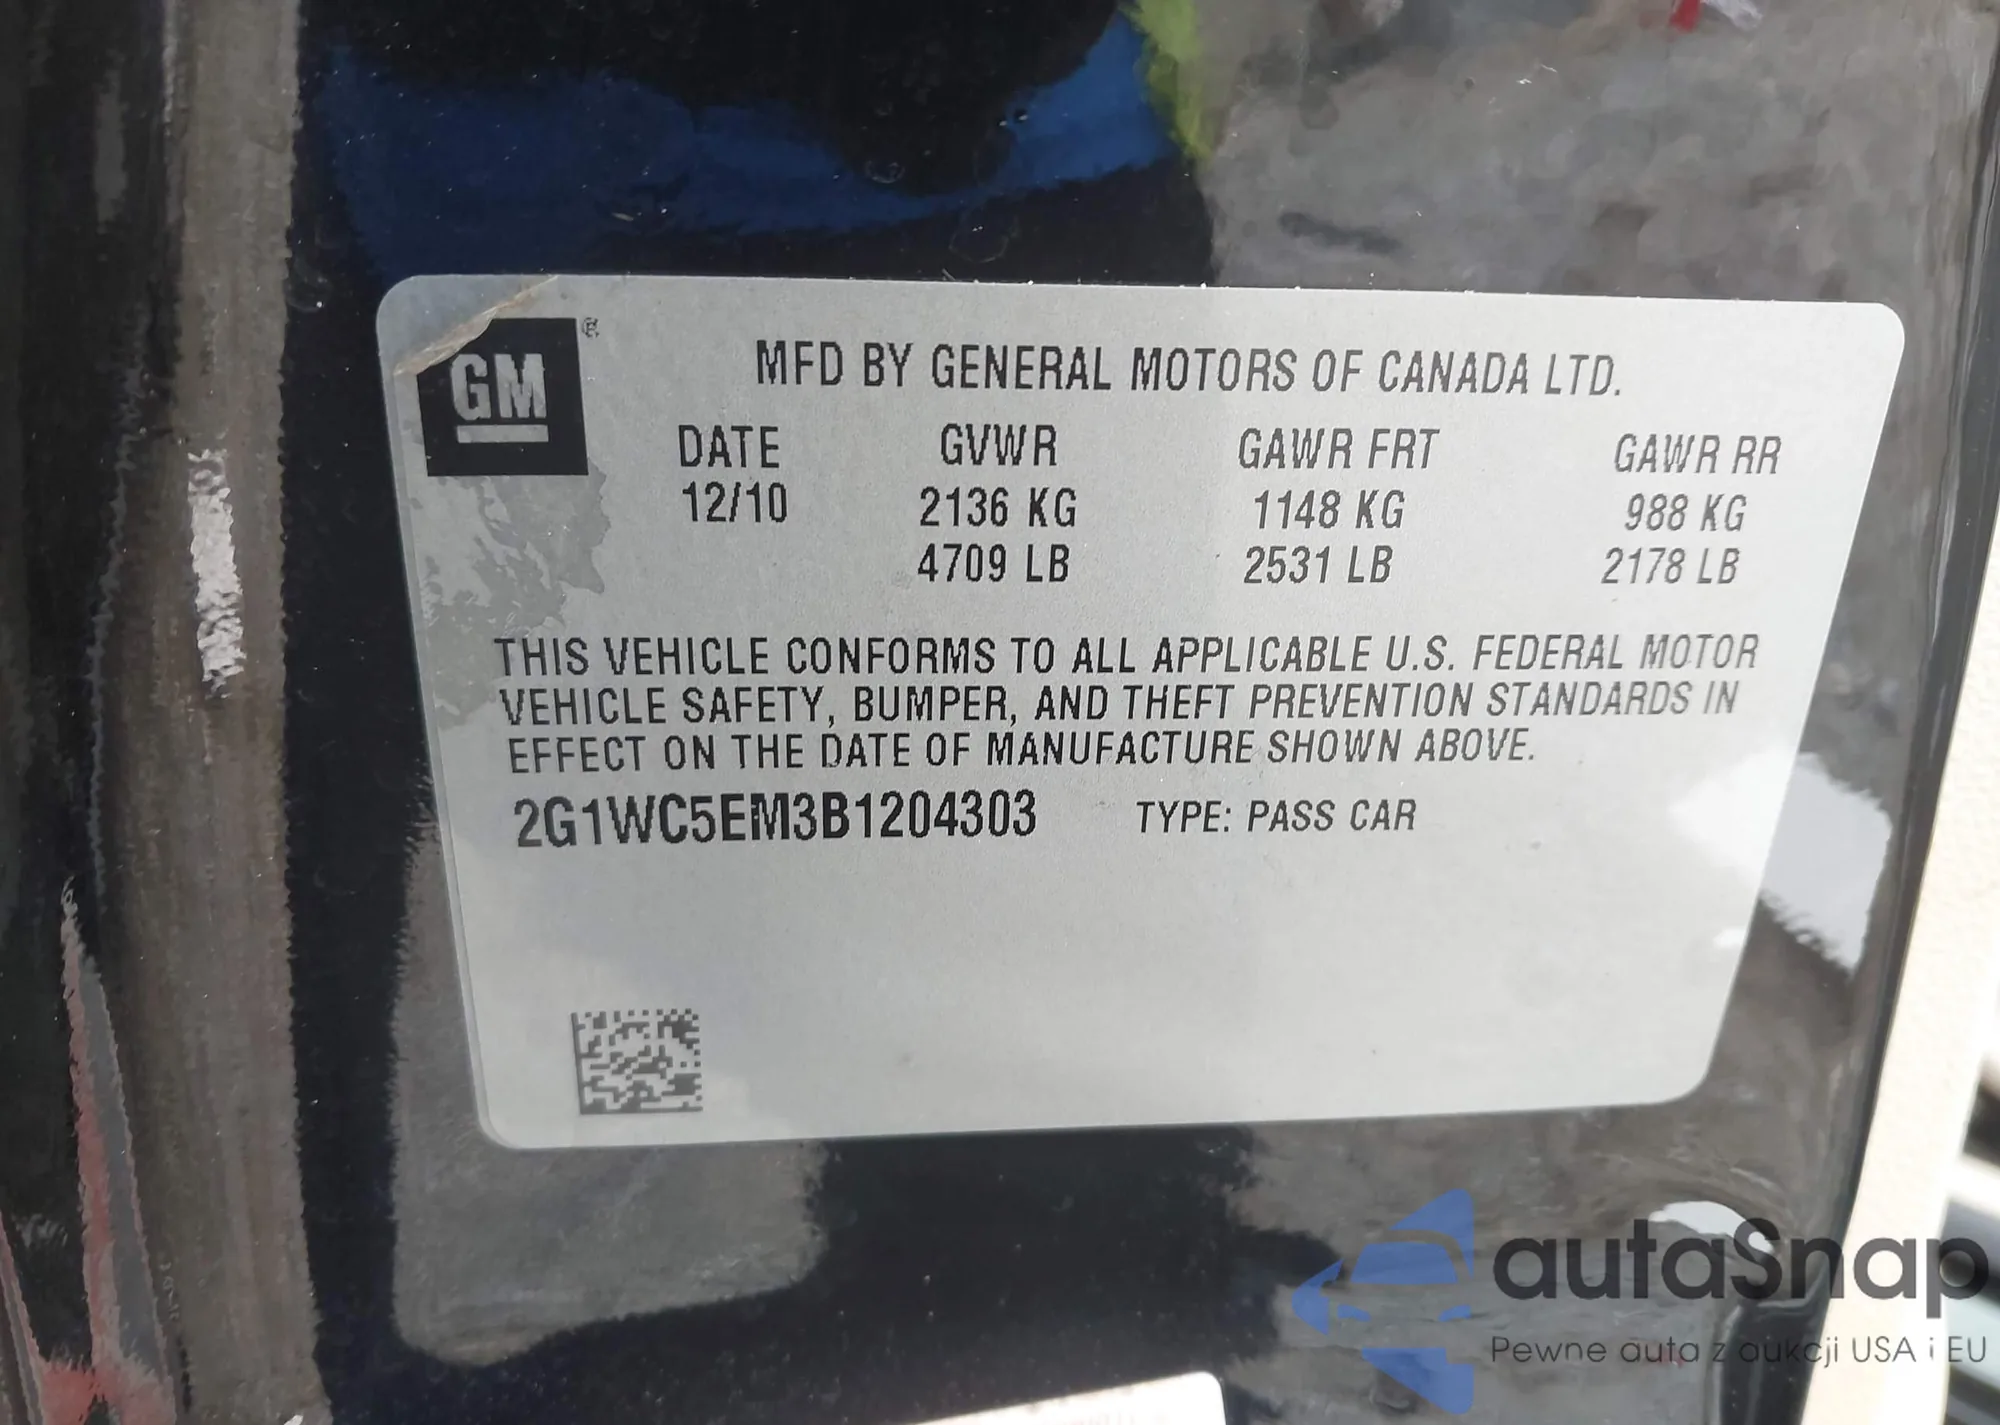 GM ®
MFD BY GENERAL MOTORS OF CANADA LTD.
DATE GVWR GAWR FRT GAWR RR
12/10 2136 KG 1148 KG 988 KG
4709 LB 2531 LB 2178 LB
THIS VEHICLE CONFORMS TO ALL APPLICABLE U.S. FEDERAL MOTOR
VEHICLE SAFETY, BUMPER, AND THEFT PREVENTION STANDARDS IN
EFFECT ON THE DATE OF MANUFACTURE SHOWN ABOVE.
2G1WC5EM3B1204303 TYPE: PASS CAR
autaSnap
Pewne auta z aukcji USA i EU